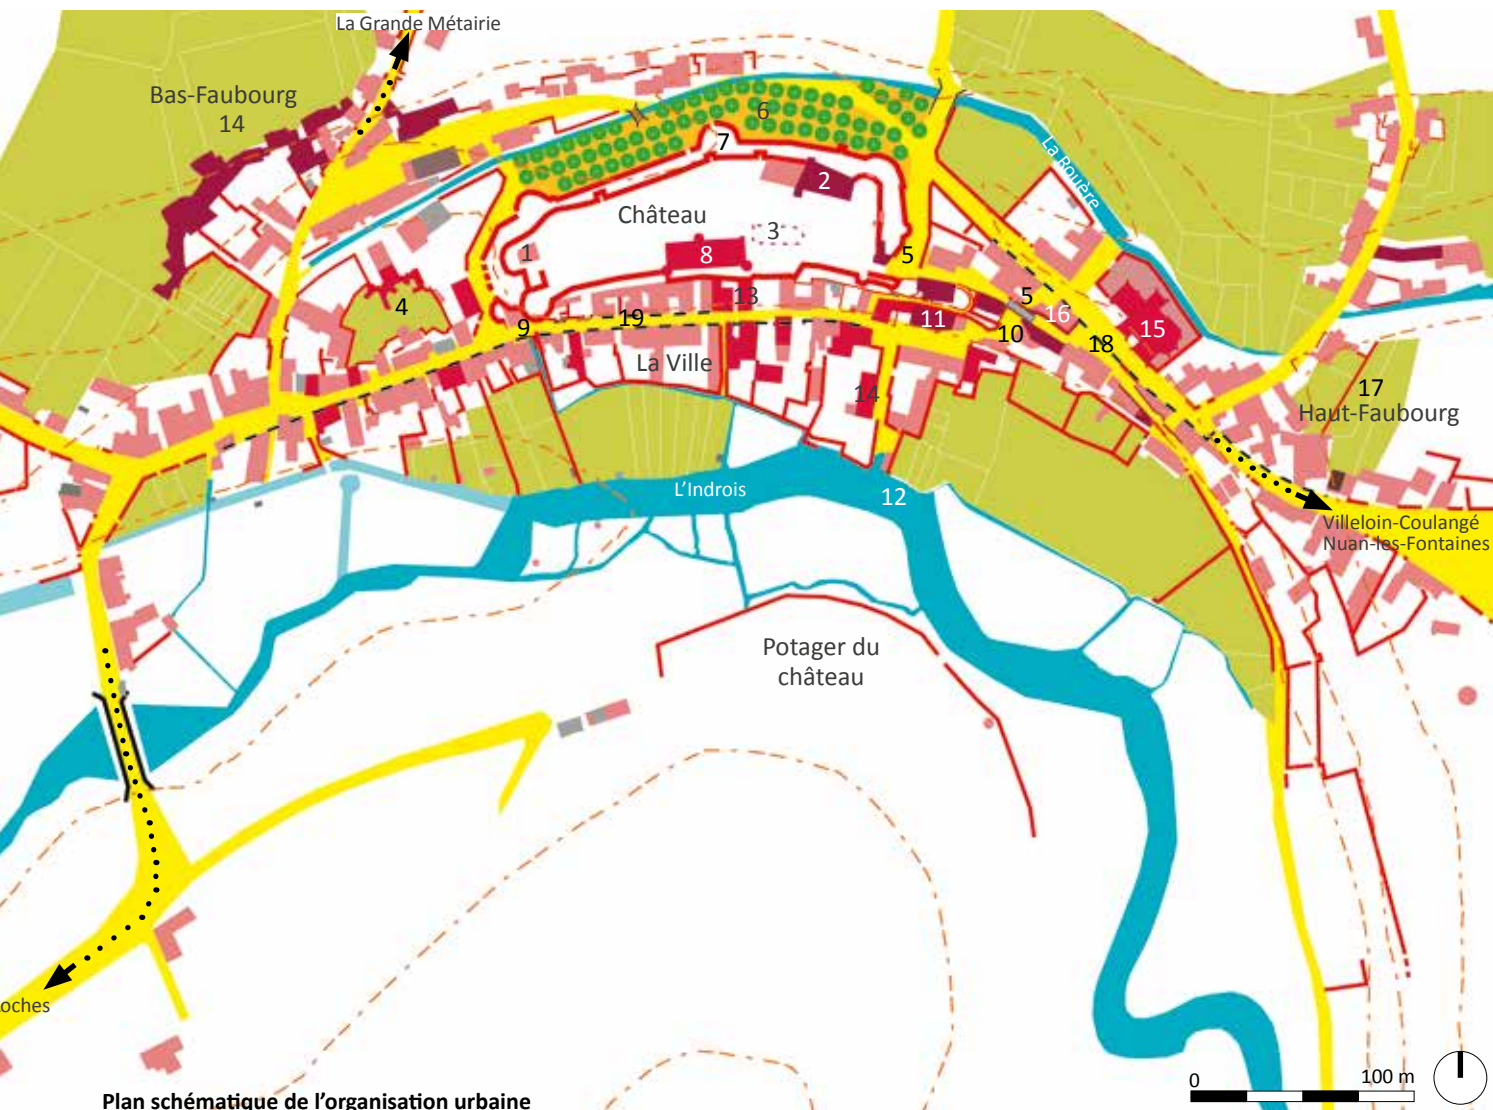 La Grande Métairie
Bas-Faubourg
14
6
7
2
La Rouère
Château
3
1
8
5
4
13
5
9
19
11
16
10
18
15
La Ville
14
17
Haut-Faubourg
L'Indrois
12
Villeloin-Coulangé
Nuan-les-Fontaines
Potager du
château
oches
0
100 m
Plan schématique de l'organisation urbaine